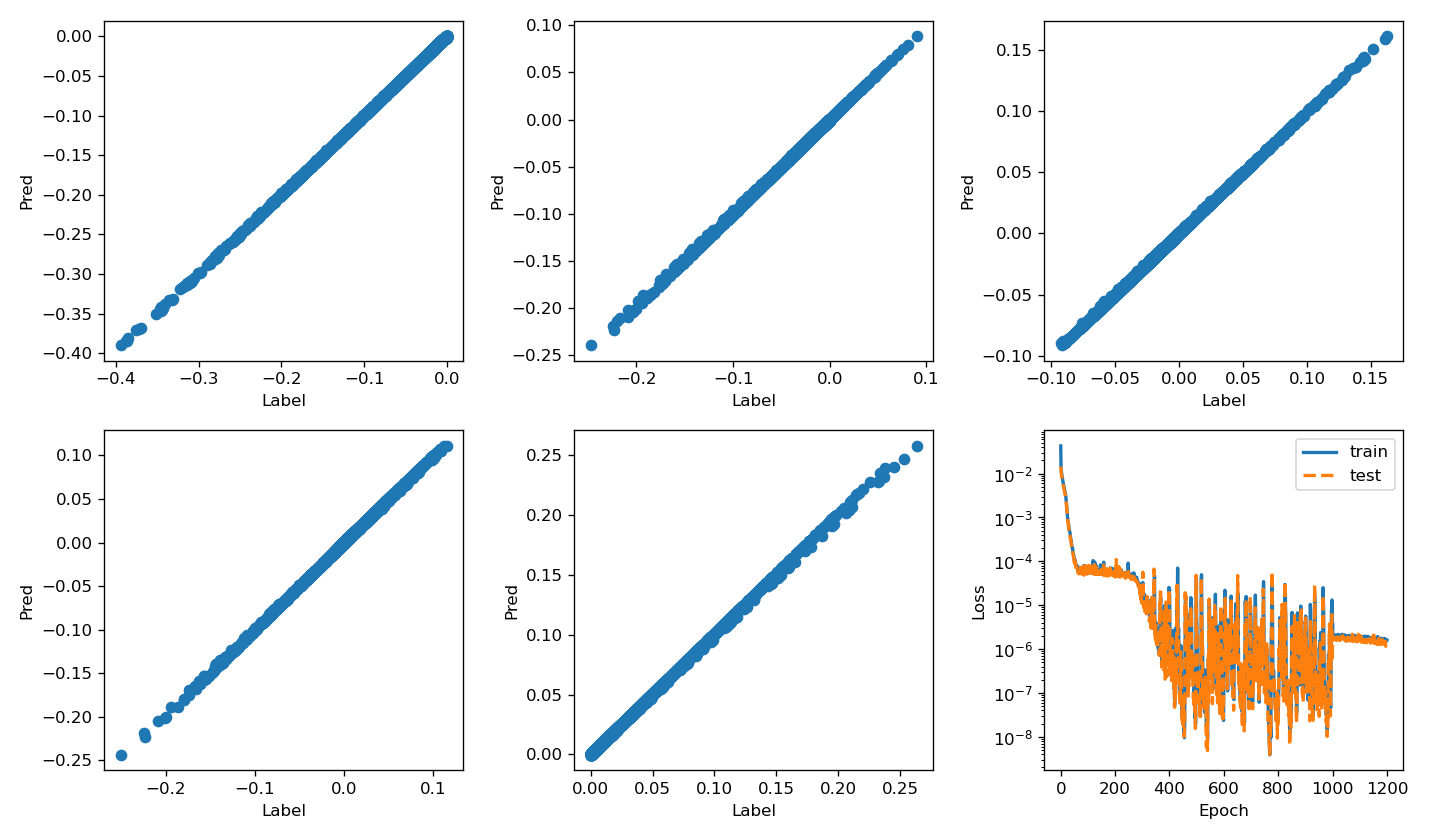 0.00
−0.05
−0.10
−0.15
−0.20
−0.25
−0.30
−0.35
−0.40
Pred
−0.4 −0.3 −0.2 −0.1 0.0
Label
0.10
0.05
0.00
−0.05
−0.10
−0.15
−0.20
−0.25
Pred
−0.2 −0.1 0.0 0.1
Label
0.15
0.10
0.05
0.00
−0.05
−0.10
Pred
−0.10 −0.05 0.00 0.05 0.10 0.15
Label
0.10
0.05
0.00
−0.05
−0.10
−0.15
−0.20
−0.25
Pred
−0.2 −0.1 0.0 0.1
Label
0.25
0.20
0.15
0.10
0.05
0.00
Pred
0.00 0.05 0.10 0.15 0.20 0.25
Label
train
test
10⁻²
10⁻³
10⁻⁴
10⁻⁵
10⁻⁶
10⁻⁷
10⁻⁸
Loss
0 200 400 600 800 1000 1200
Epoch